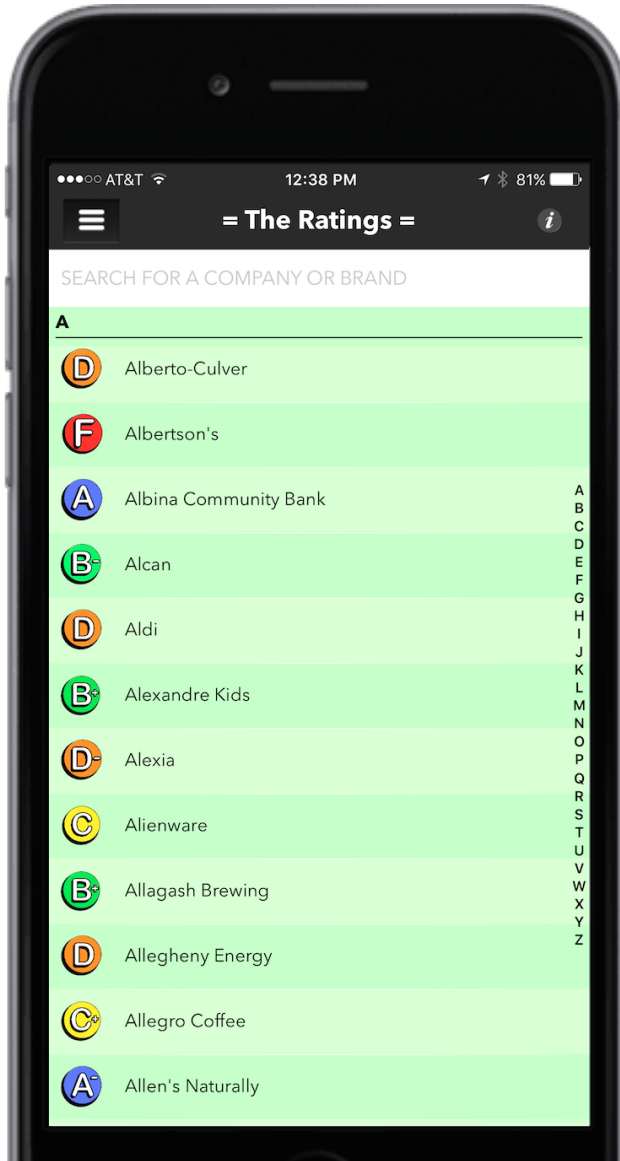 AT&T 12:38 PM 81%
= The Ratings = i
SEARCH FOR A COMPANY OR BRAND
A
D Alberto-Culver
F Albertson's
A Albina Community Bank
B- Alcan
D Aldi
B+ Alexandre Kids
D- Alexia
C Alienware
B+ Allagash Brewing
D Allegheny Energy
C+ Allegro Coffee
A- Allen's Naturally
A
B
C
D
E
F
G
H
I
J
K
L
M
N
O
P
Q
R
S
T
U
V
W
X
Y
Z